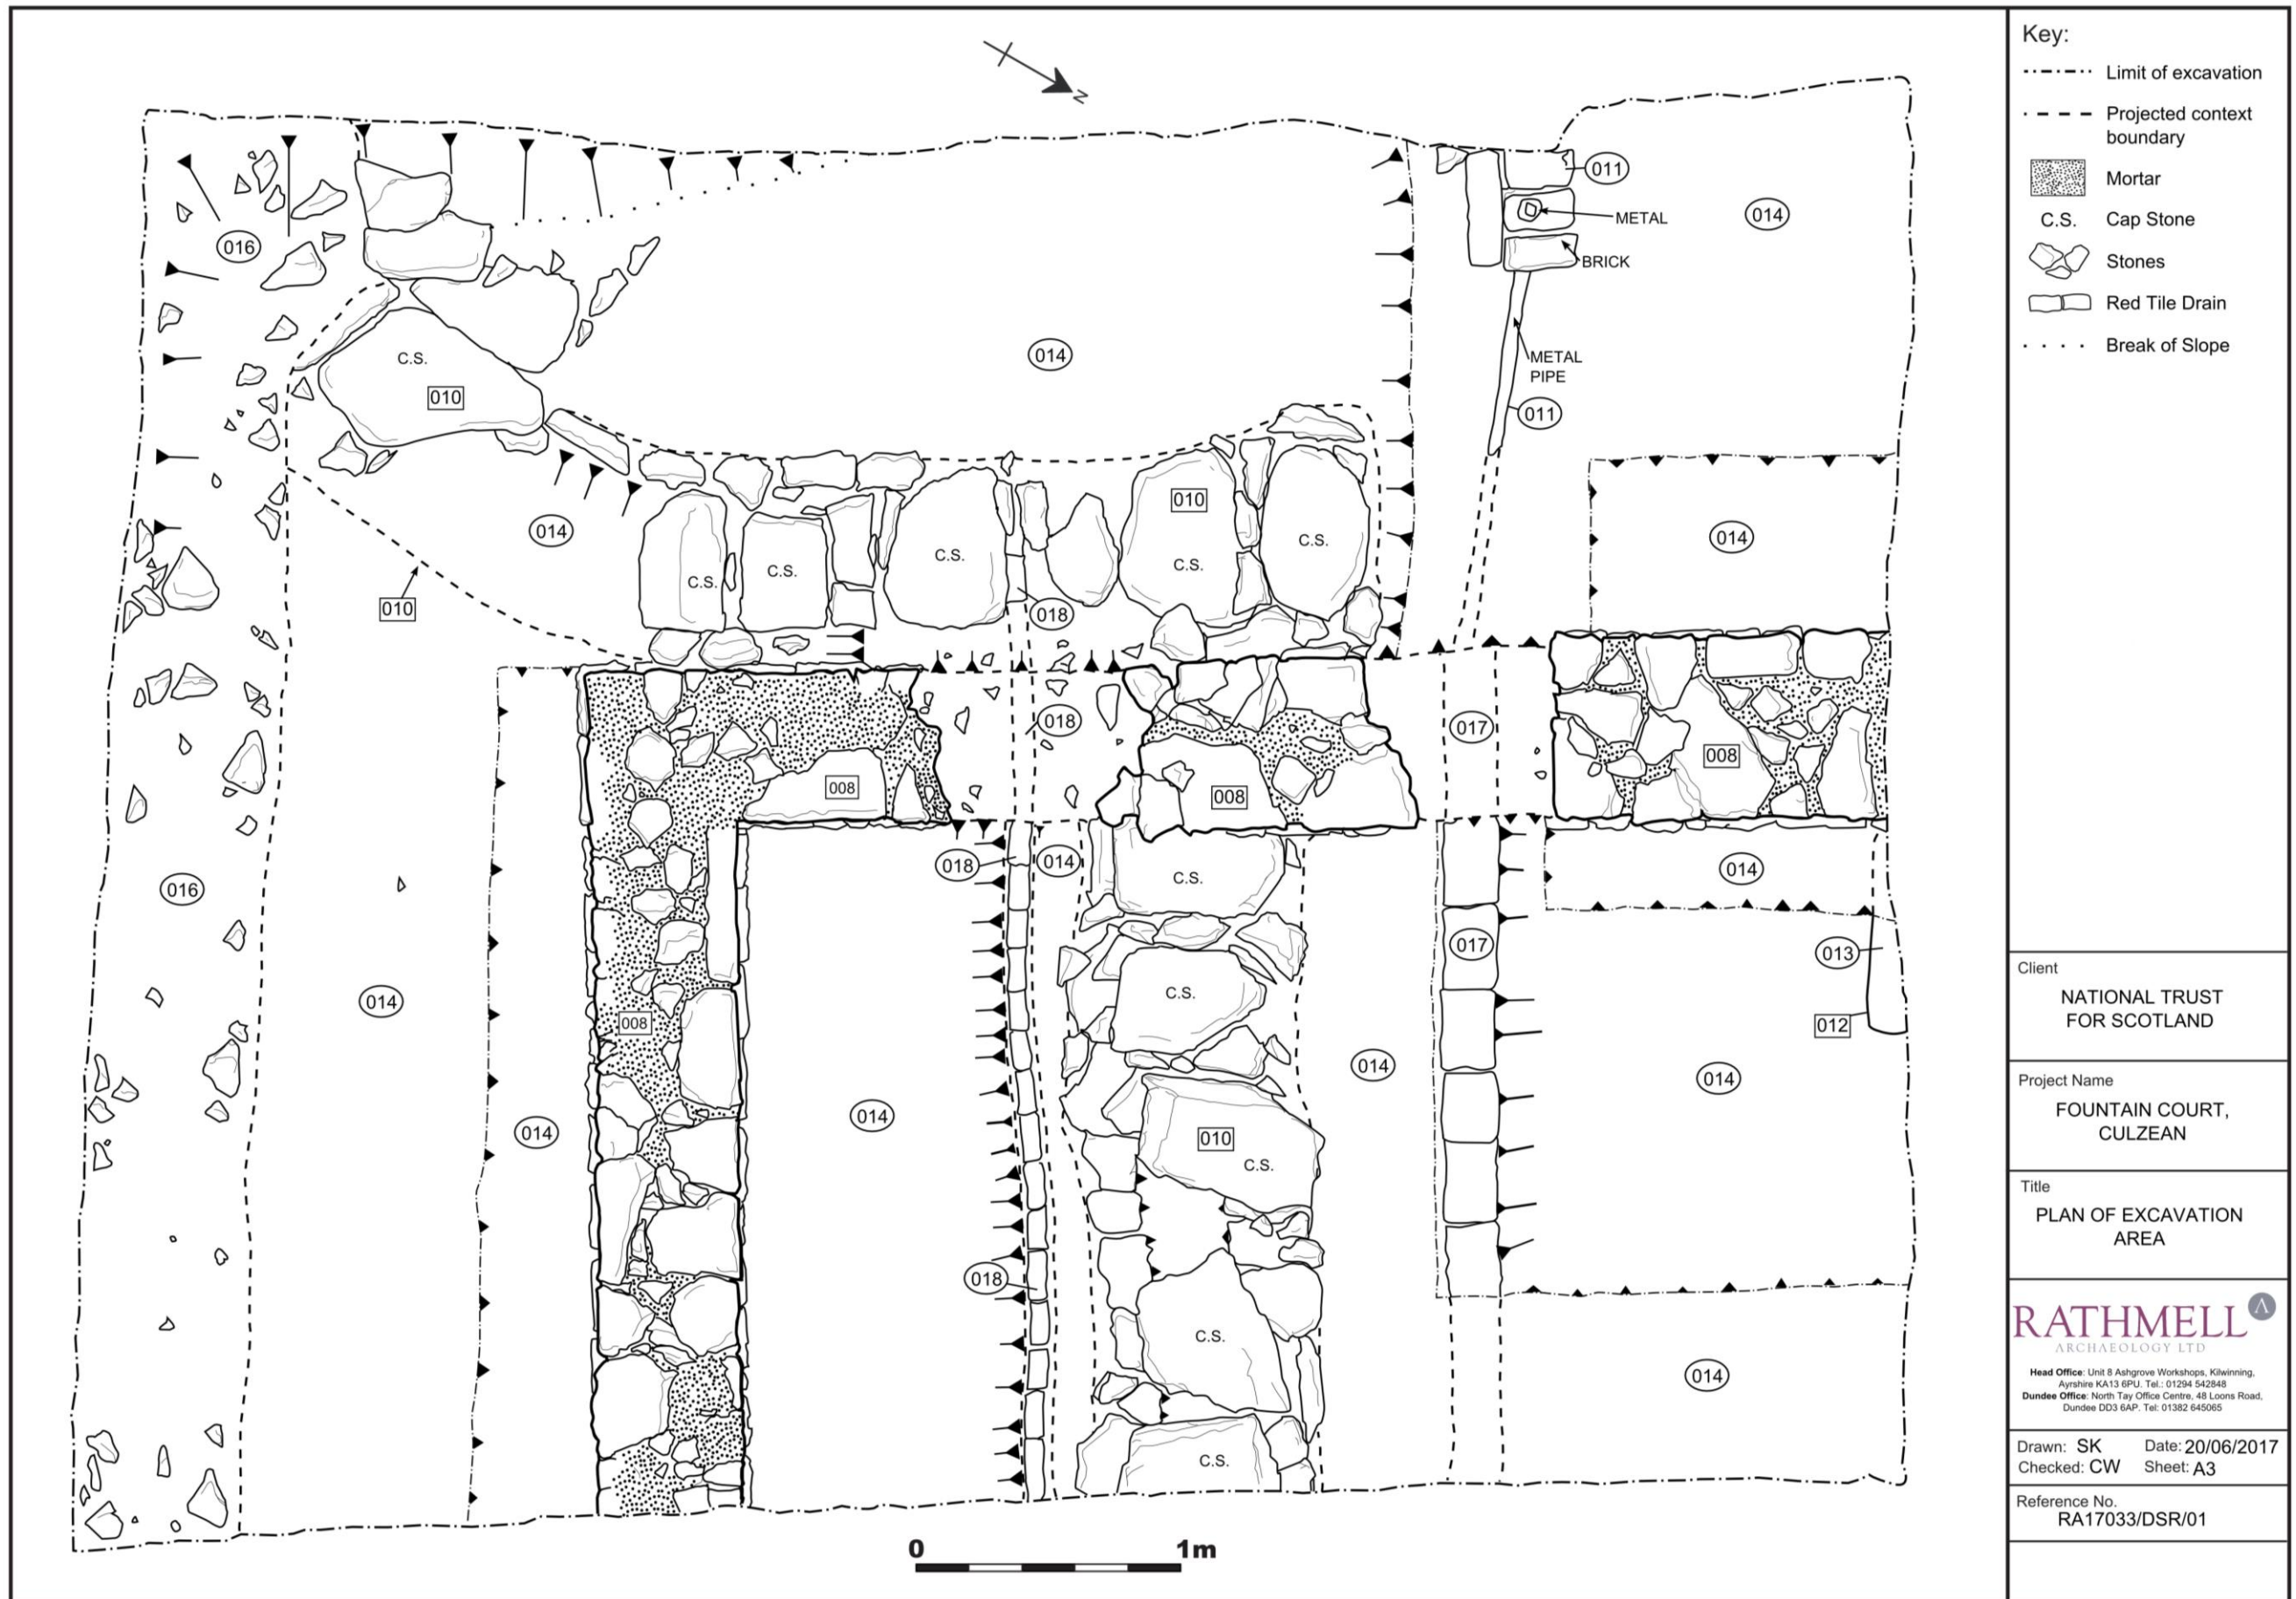 N
016
011
METAL
014
BRICK
C.S.
010
014
METAL
PIPE
011
010
014
C.S.
C.S.
C.S.
C.S.
C.S.
014
010
018
018
017
008
008
008
018
014
C.S.
014
016
017
013
014
C.S.
008
012
014
014
014
014
010
C.S.
018
C.S.
014
C.S.
0
1m
Key:
Limit of excavation
Projected context
boundary
Mortar
C.S. Cap Stone
Stones
Red Tile Drain
Break of Slope
Client
NATIONAL TRUST
FOR SCOTLAND
Project Name
FOUNTAIN COURT,
CULZEAN
Title
PLAN OF EXCAVATION
AREA
RATHMELL
ARCHAEOLOGY LTD
Head Office: Unit 8 Ashgrove Workshops, Kilwinning,
Ayrshire KA13 6PU. Tel.: 01294 542848
Dundee Office: North Tay Office Centre, 48 Loons Road,
Dundee DD3 6AP. Tel: 01382 645065
Drawn: SK Date: 20/06/2017
Checked: CW Sheet: A3
Reference No.
RA17033/DSR/01